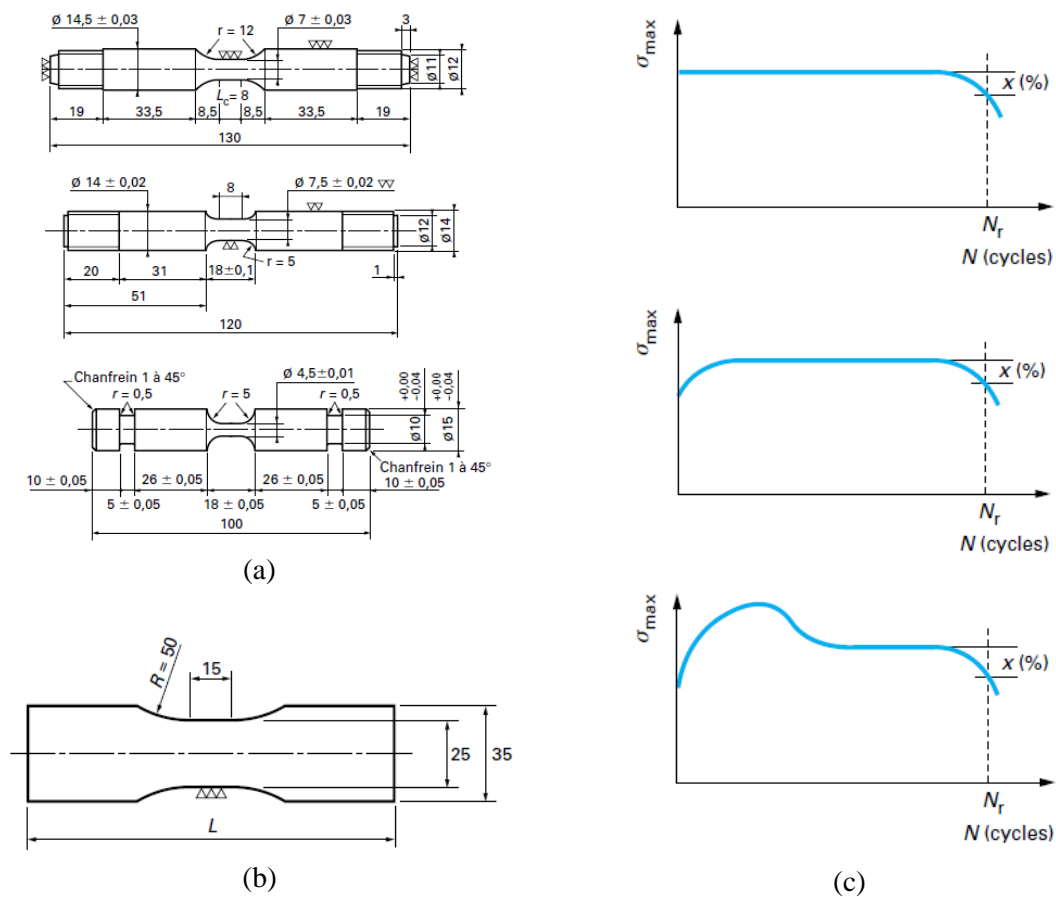 Ø 14,5 ± 0,03
r = 12
Ø 7 ± 0,03
3
Ø11
Ø12
L_c = 8
19
33,5
8,5
8,5
33,5
19
130
Ø 14 ± 0,02
8
Ø 7,5 ± 0,02
Ø12
Ø14
r = 5
20
31
18±0,1
1
51
120
Chanfrein 1 à 45°
r = 0,5
r = 5
Ø 4,5±0,01
r = 0,5
+0,00
-0,04
+0,00
-0,04
Ø10
Ø15
Chanfrein 1 à 45°
10 ± 0,05
26 ± 0,05
26 ± 0,05
10 ± 0,05
5 ± 0,05
18 ± 0,05
5 ± 0,05
100
(a)
R = 50
15
25
35
L
(b)
σ_max
x (%)
N_r
N (cycles)
σ_max
x (%)
N_r
N (cycles)
σ_max
x (%)
N_r
N (cycles)
(c)